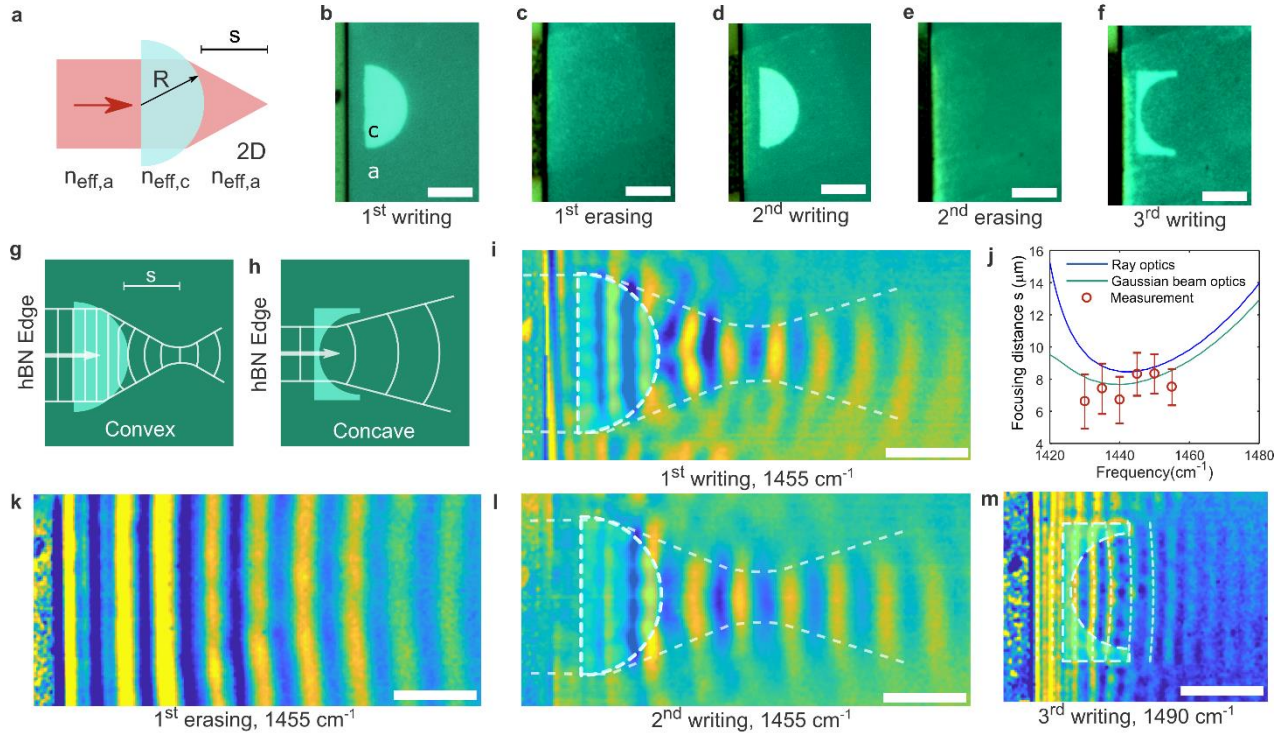 a
s
R
2D
n_eff,a n_eff,c n_eff,a
b
c
a
1st writing
c
1st erasing
d
2nd writing
e
2nd erasing
f
3rd writing
g
s
hBN Edge
Convex
h
hBN Edge
Concave
i
1st writing, 1455 cm⁻¹
j
Focusing distance s (μm)
16
14
12
10
8
6
4
Ray optics
Gaussian beam optics
Measurement
1420 1440 1460 1480
Frequency(cm⁻¹)
k
1st erasing, 1455 cm⁻¹
l
2nd writing, 1455 cm⁻¹
m
3rd writing, 1490 cm⁻¹